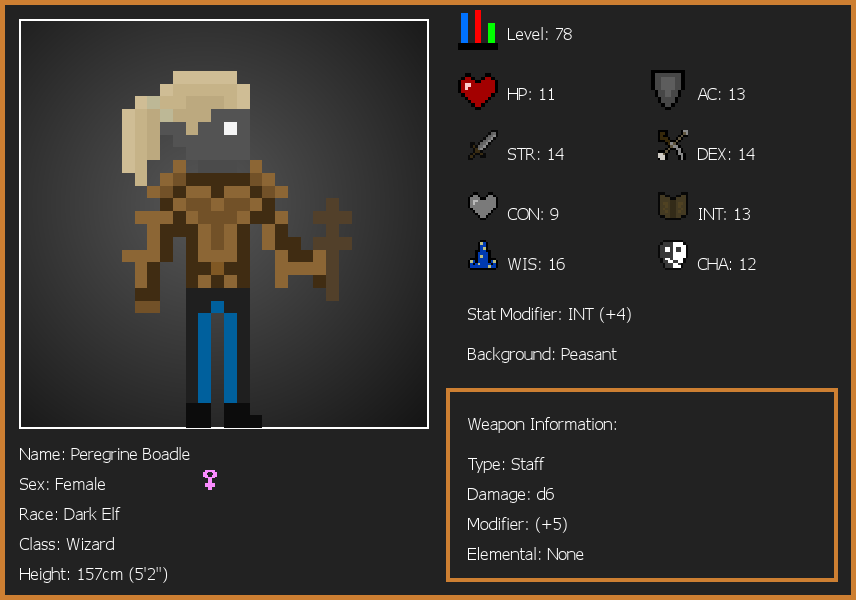 Level: 78
HP: 11
AC: 13
STR: 14
DEX: 14
CON: 9
INT: 13
WIS: 16
CHA: 12
Stat Modifier: INT (+4)
Background: Peasant
Weapon Information:
Type: Staff
Damage: d6
Modifier: (+5)
Elemental: None
Name: Peregrine Boadle
Sex: Female
Race: Dark Elf
Class: Wizard
Height: 157cm (5'2")